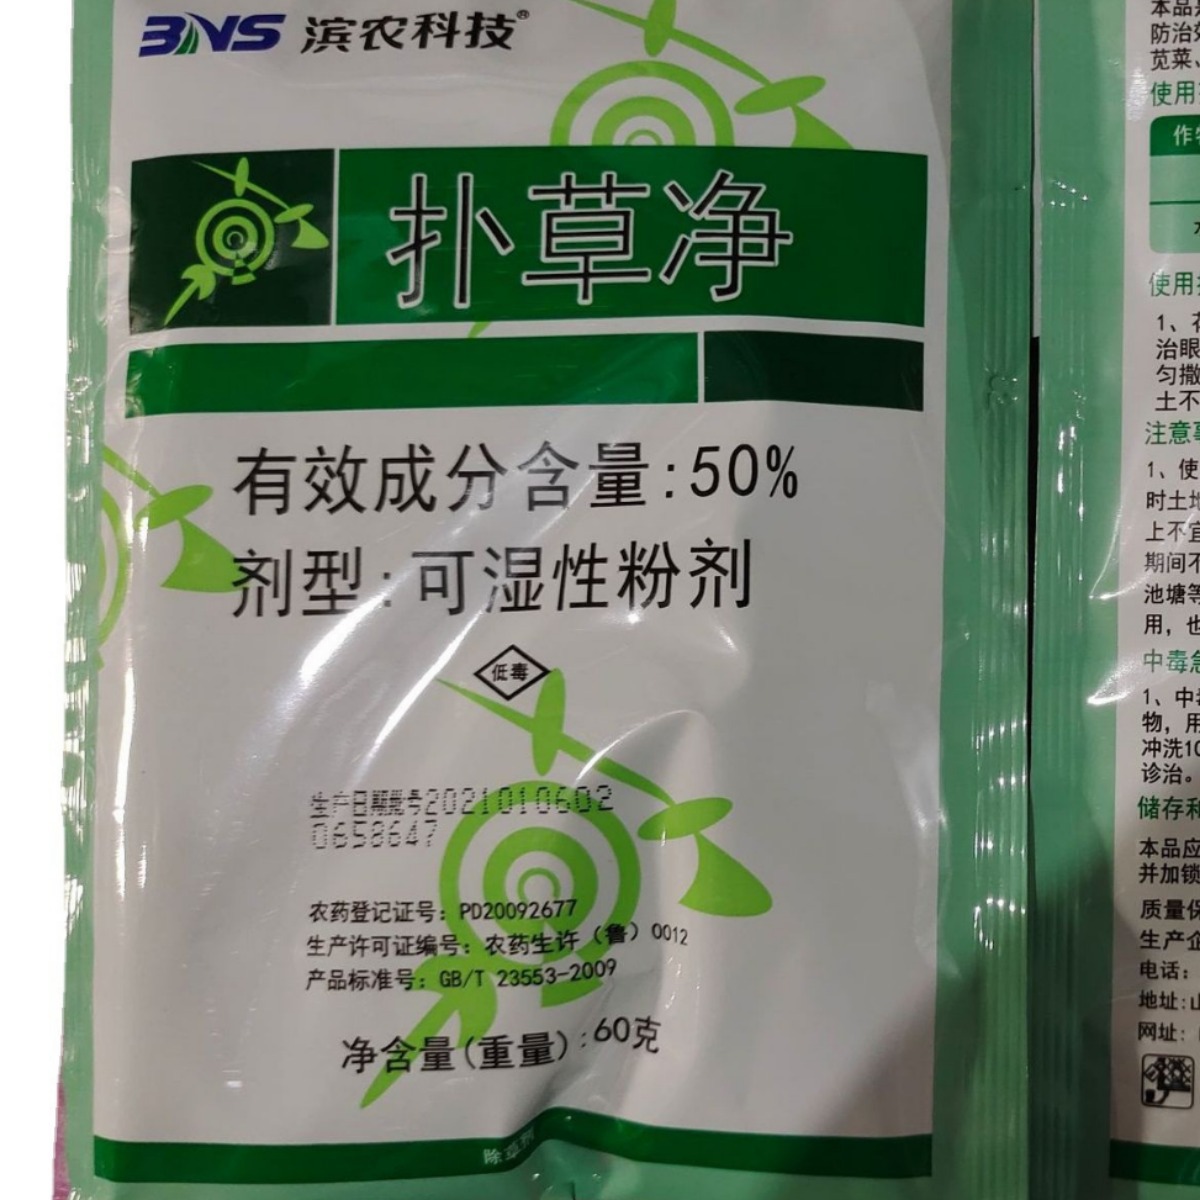 BNS 滨农科技®
扑草净
有效成分含量:50%
剂型:可湿性粉剂
低毒
生产日期批号2021010602
0658647
农药登记证号：PD20092677
生产许可证编号：农药生许（鲁）0012
产品标准号：GB/T 23553-2009
净含量(重量):60克
除草剂
本品
防治
苋菜、
使用
作物
使用
1、
治眼
匀撒
土不
注意
1、使
时土地
上不宜
期间不
池塘等
用，也
中毒急
1、中毒
物，用
冲洗10
诊治。
储存和
本品应
并加锁
质量保
生产企
电话：
地址:山
网址：